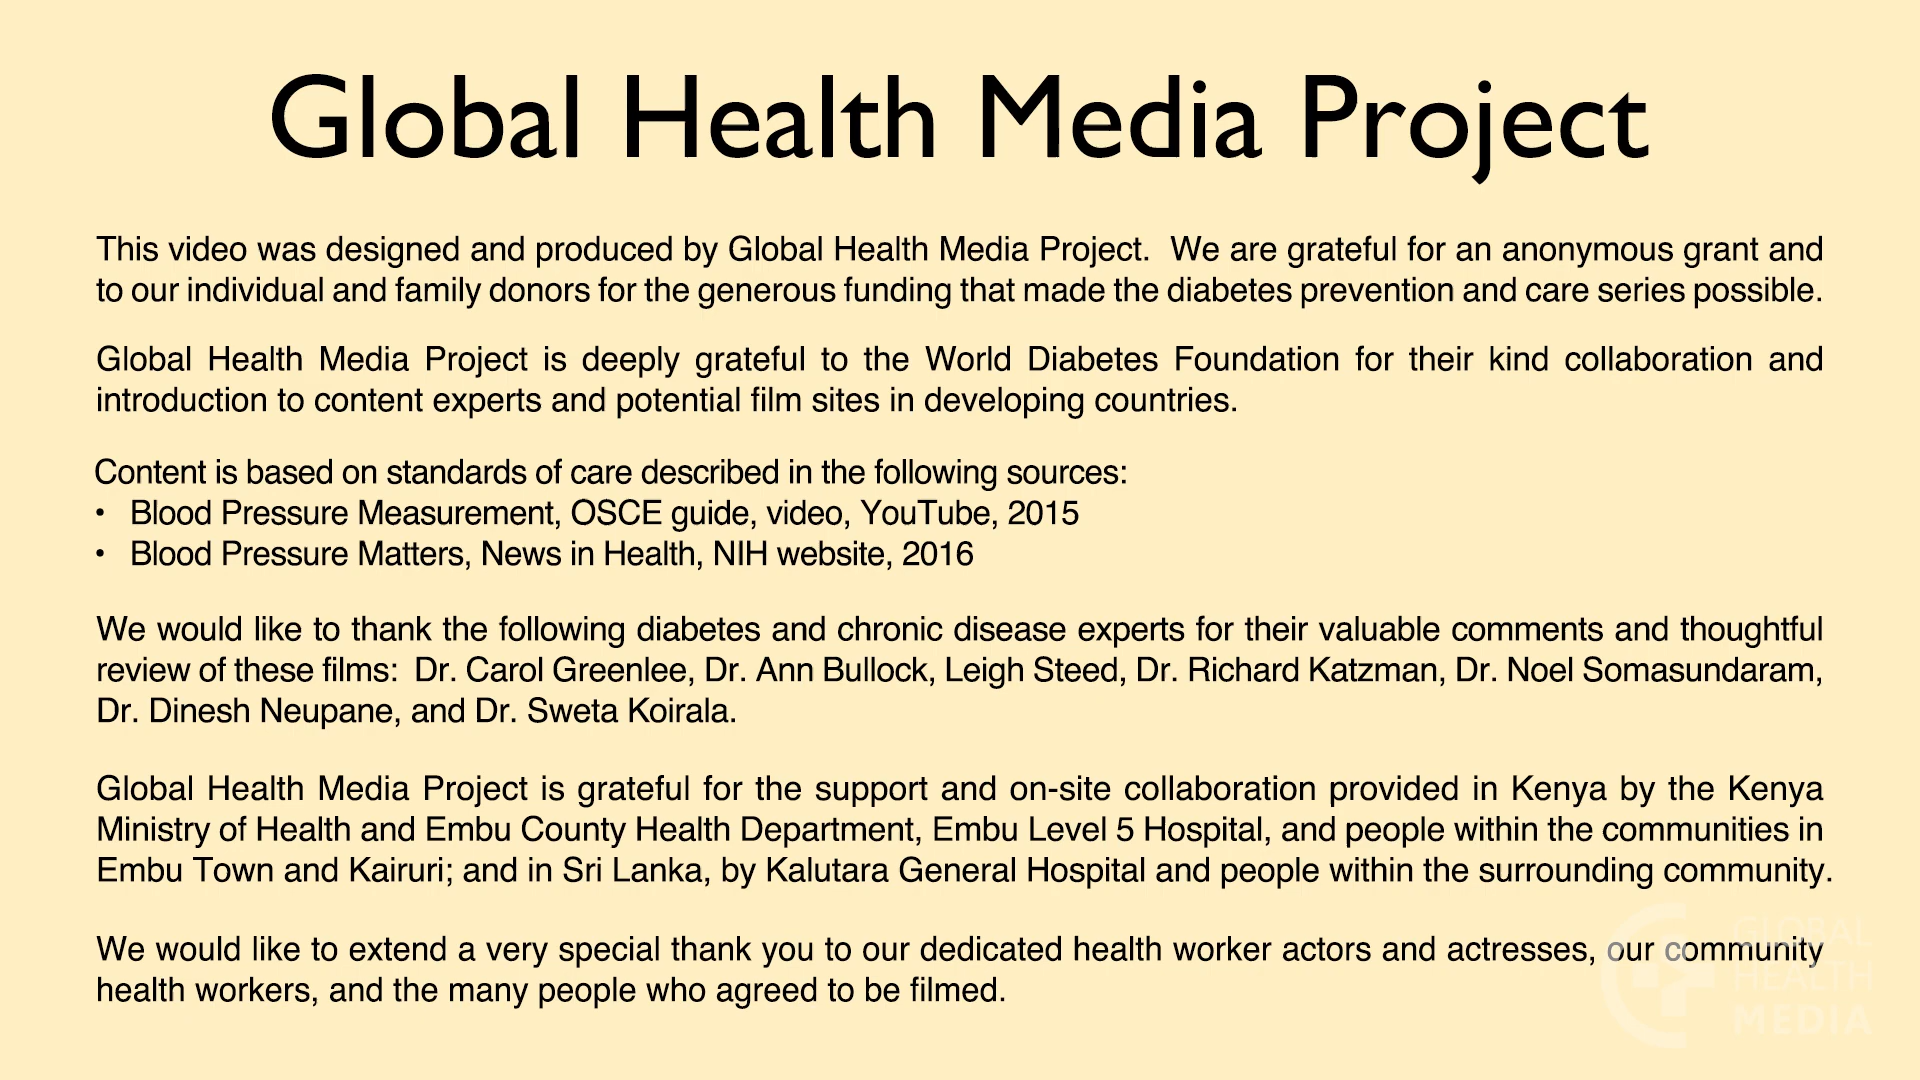 Global Health Media Project
This video was designed and produced by Global Health Media Project.  We are grateful for an anonymous grant and
to our individual and family donors for the generous funding that made the diabetes prevention and care series possible.
Global Health Media Project is deeply grateful to the World Diabetes Foundation for their kind collaboration and
introduction to content experts and potential film sites in developing countries.
Content is based on standards of care described in the following sources:
• Blood Pressure Measurement, OSCE guide, video, YouTube, 2015
• Blood Pressure Matters, News in Health, NIH website, 2016
We would like to thank the following diabetes and chronic disease experts for their valuable comments and thoughtful
review of these films:  Dr. Carol Greenlee, Dr. Ann Bullock, Leigh Steed, Dr. Richard Katzman, Dr. Noel Somasundaram,
Dr. Dinesh Neupane, and Dr. Sweta Koirala.
Global Health Media Project is grateful for the support and on-site collaboration provided in Kenya by the Kenya
Ministry of Health and Embu County Health Department, Embu Level 5 Hospital, and people within the communities in
Embu Town and Kairuri; and in Sri Lanka, by Kalutara General Hospital and people within the surrounding community.
We would like to extend a very special thank you to our dedicated health worker actors and actresses, our community
health workers, and the many people who agreed to be filmed.
GLOBAL
HEALTH
MEDIA